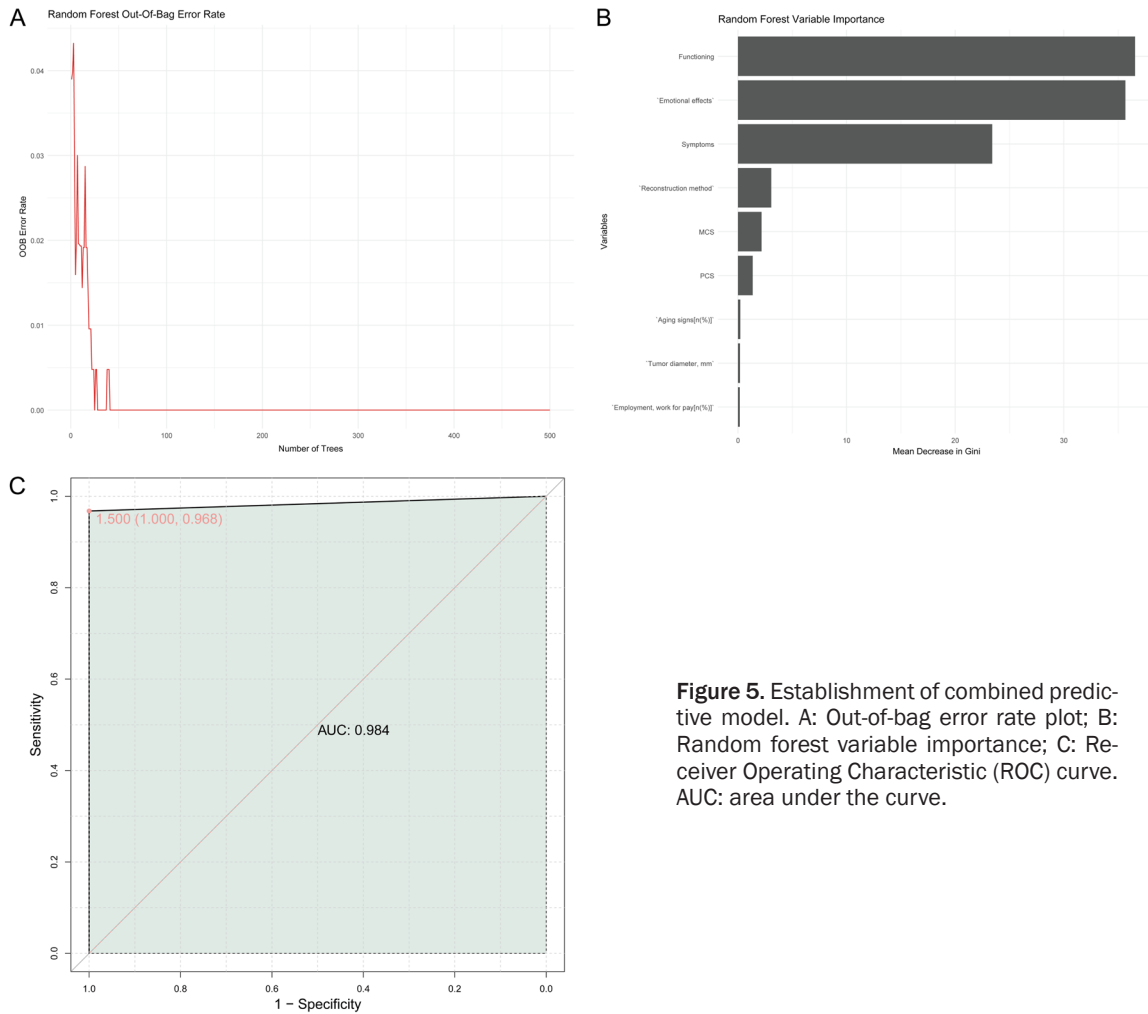 A
Random Forest Out-Of-Bag Error Rate
OOB Error Rate
0.04
0.03
0.02
0.01
0.00
0
100
200
300
400
500
Number of Trees
B
Random Forest Variable Importance
Variables
Functioning
`Emotional effects`
Symptoms
`Reconstruction method`
MCS
PCS
`Aging signs[n(%)]`
`Tumor diameter, mm`
`Employment, work for pay[n(%)]`
0
10
20
30
Mean Decrease in Gini
C
Sensitivity
1.0
0.8
0.6
0.4
0.2
0.0
1.500 (1.000, 0.968)
AUC: 0.984
1.0
0.8
0.6
0.4
0.2
0.0
1 − Specificity
Figure 5. Establishment of combined predic-
tive model. A: Out-of-bag error rate plot; B:
Random forest variable importance; C: Re-
ceiver Operating Characteristic (ROC) curve.
AUC: area under the curve.